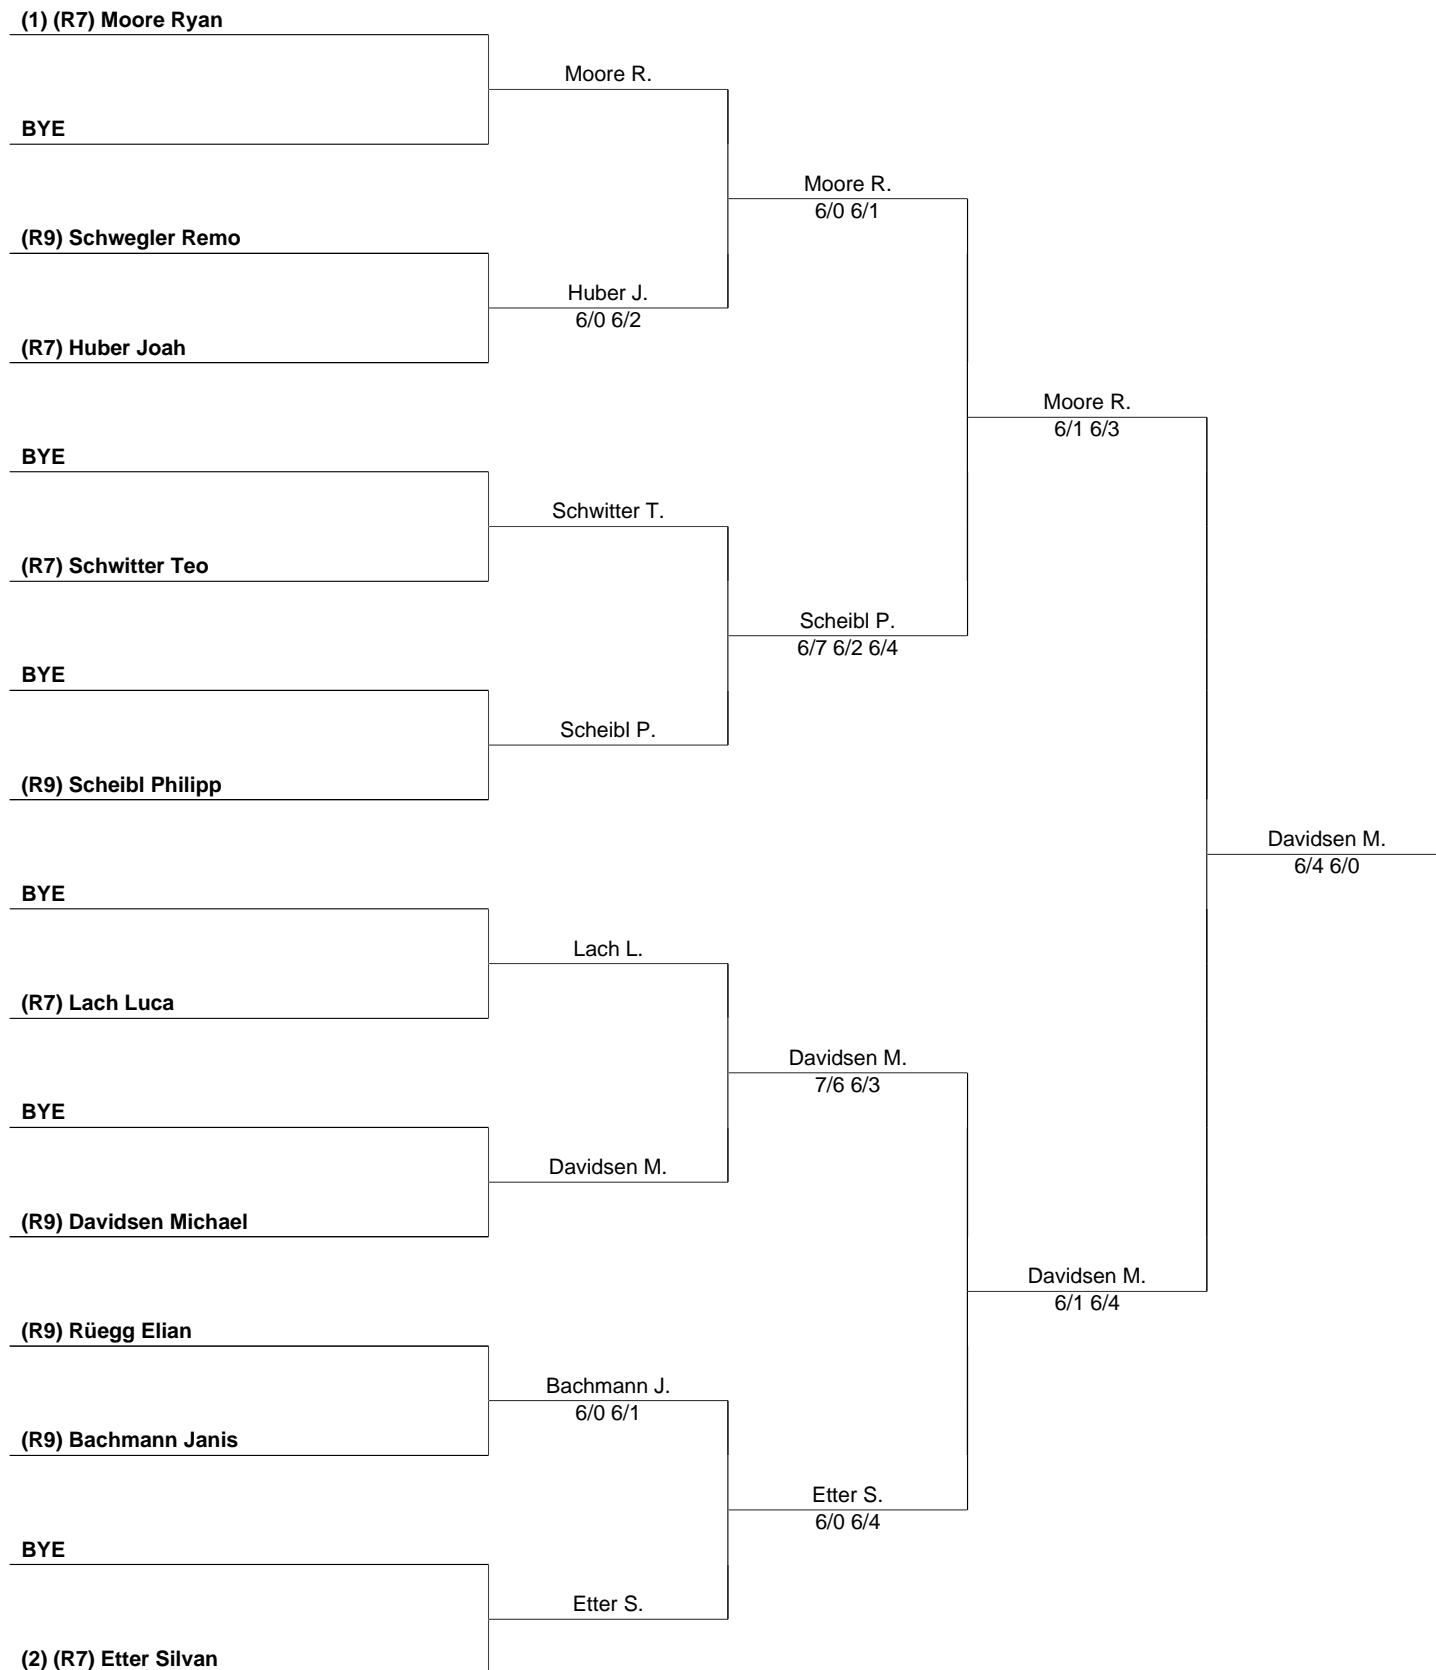 (1) (R7) Moore Ryan
Moore R.
BYE
Moore R.
6/0 6/1
(R9) Schwegler Remo
Huber J.
6/0 6/2
(R7) Huber Joah
Moore R.
6/1 6/3
BYE
Schwitter T.
(R7) Schwitter Teo
Scheibl P.
6/7 6/2 6/4
BYE
Scheibl P.
(R9) Scheibl Philipp
Davidsen M.
6/4 6/0
BYE
Lach L.
(R7) Lach Luca
Davidsen M.
7/6 6/3
BYE
Davidsen M.
(R9) Davidsen Michael
Davidsen M.
6/1 6/4
(R9) Rüegg Elian
Bachmann J.
6/0 6/1
(R9) Bachmann Janis
Etter S.
6/0 6/4
BYE
Etter S.
(2) (R7) Etter Silvan